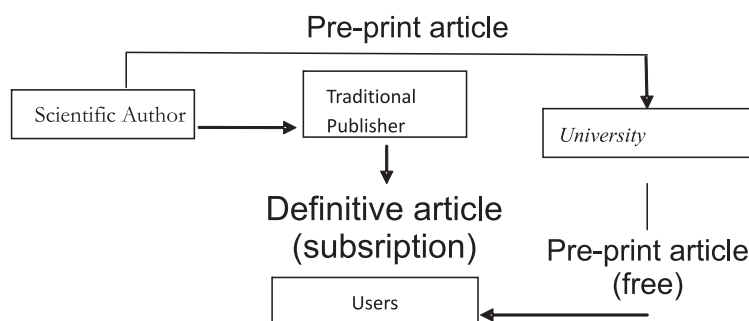 Pre-print article
Scientific Author
Traditional
Publisher
University
Definitive article
(subsription)
Pre-print article
(free)
Users